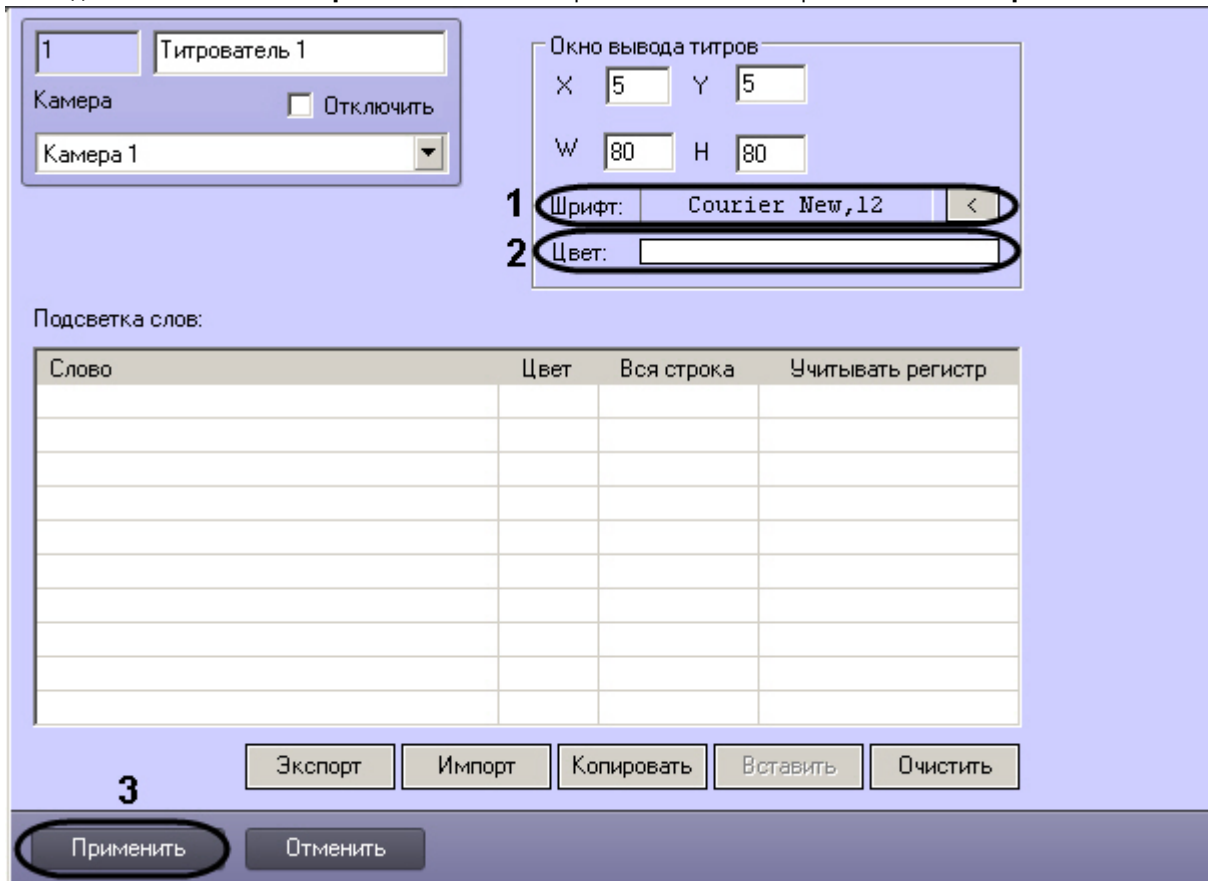 1 Титрователь 1
Камера Отключить
Камера 1
Окно вывода титров
X 5 Y 5
W 80 H 80
1 Шрифт: Courier New,12 <
2 Цвет:
Подсветка слов:
Слово Цвет Вся строка Учитывать регистр
Экспорт Импорт Копировать Вставить Очистить
3
Применить Отменить